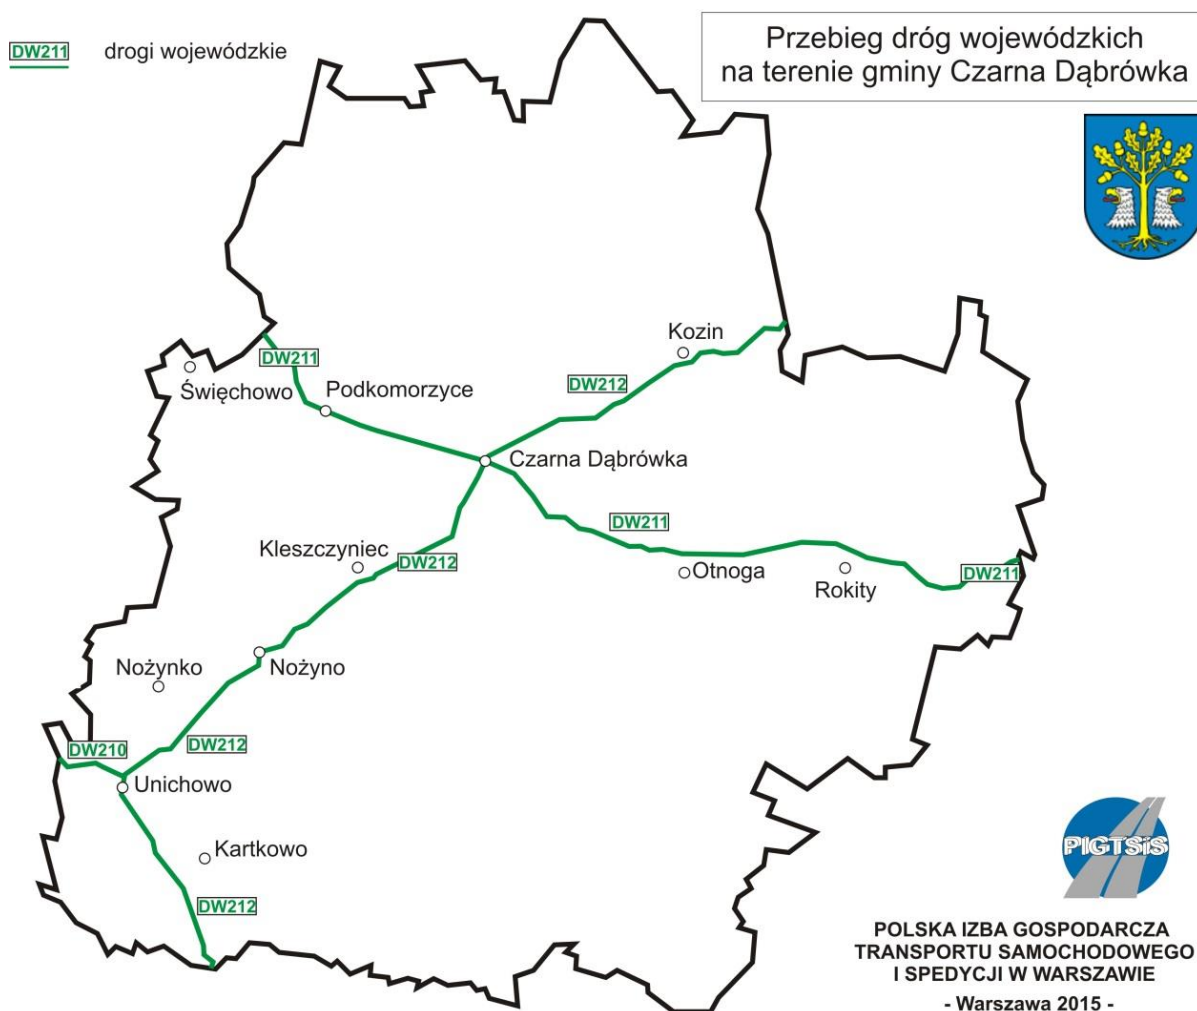 DW211 drogi wojewódzkie
Przebieg dróg wojewódzkich
na terenie gminy Czarna Dąbrówka
Kozin
DW211
Święchowo
Podkomorzyce
DW212
Czarna Dąbrówka
DW211
Kleszczyniec
DW212
Otnoga
Rokity
DW211
Nożynko
Nożyno
DW210
DW212
Unichowo
Kartkowo
DW212
PIGTSiS
POLSKA IZBA GOSPODARCZA
TRANSPORTU SAMOCHODOWEGO
I SPEDYCJI W WARSZAWIE
- Warszawa 2015 -